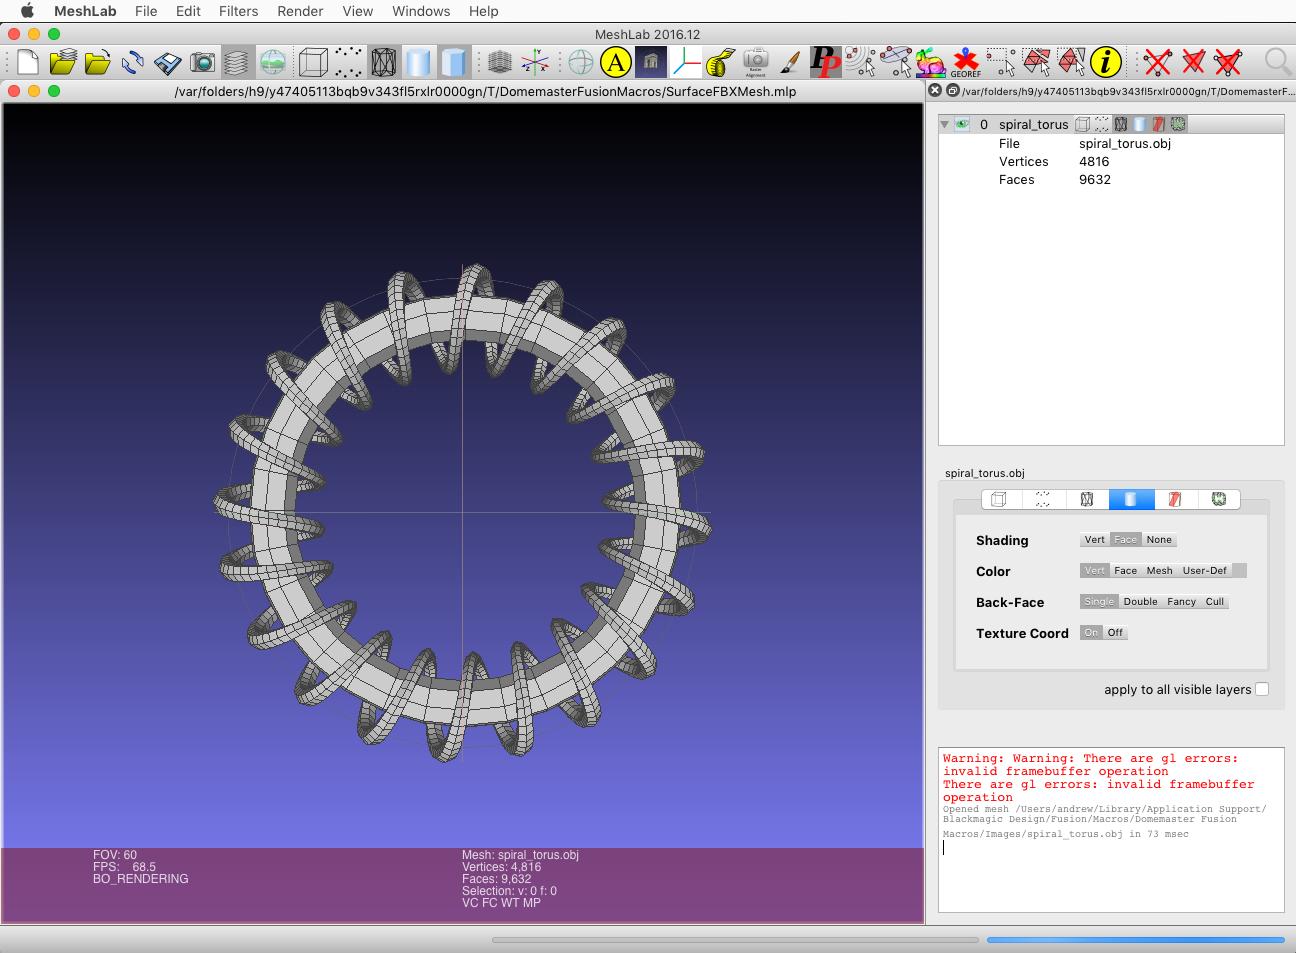 MeshLab File Edit Filters Render View Windows Help
MeshLab 2016.12
A
PP
GEOREF
i
/var/folders/h9/y47405113bqb9v343fl5rxlr0000gn/T/DomemasterFusionMacros/SurfaceFBXMesh.mlp
/var/folders/h9/y47405113bqb9v343fl5rxlr0000gn/T/DomemasterF...
0 spiral_torus
File spiral_torus.obj
Vertices 4816
Faces 9632
spiral_torus.obj
Shading Vert Face None
Color Vert Face Mesh User-Def
Back-Face Single Double Fancy Cull
Texture Coord On Off
apply to all visible layers
Warning: Warning: There are gl errors:
invalid framebuffer operation
There are gl errors: invalid framebuffer
operation
Opened mesh /Users/andrew/Library/Application Support/
Blackmagic Design/Fusion/Macros/Domemaster Fusion
Macros/Images/spiral_torus.obj in 73 msec
FOV: 60
FPS: 68.5
BO_RENDERING
Mesh: spiral_torus.obj
Vertices: 4,816
Faces: 9,632
Selection: v: 0 f: 0
VC FC WT MP